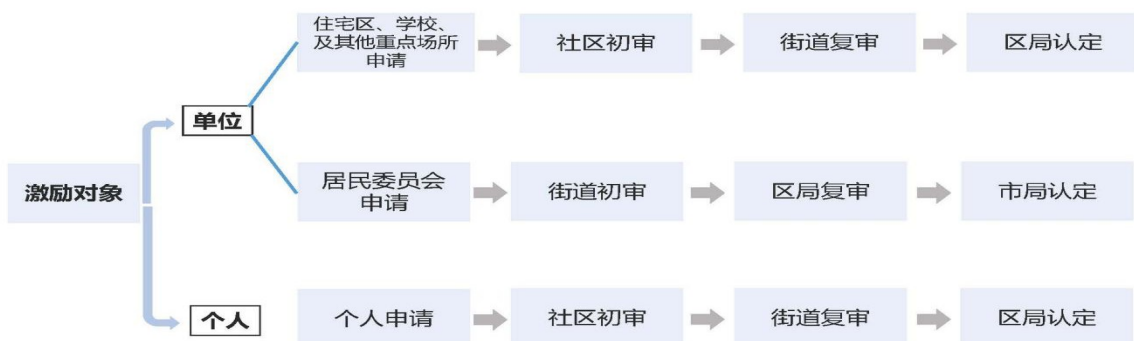 住宅区、学校、
及其他重点场所
申请
社区初审
街道复审
区局认定
单位
激励对象
居民委员会
申请
街道初审
区局复审
市局认定
个人
个人申请
社区初审
街道复审
区局认定